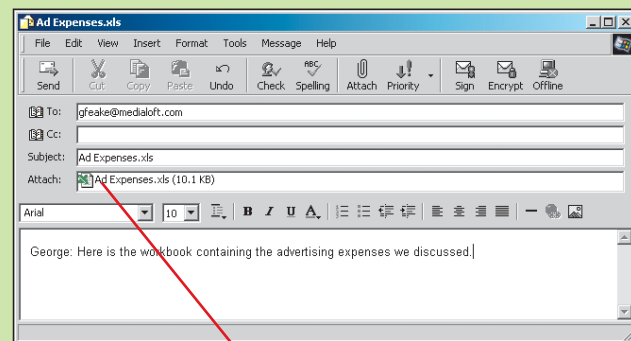 Ad Expenses.xls
File Edit View Insert Format Tools Message Help
Send Cut Copy Paste Undo Check Spelling Attach Priority Sign Encrypt Offline
To: gfeake@medialoft.com
Cc:
Subject: Ad Expenses.xls
Attach: Ad Expenses.xls (10.1 KB)
Arial 10 B I U A
George: Here is the workbook containing the advertising expenses we discussed.